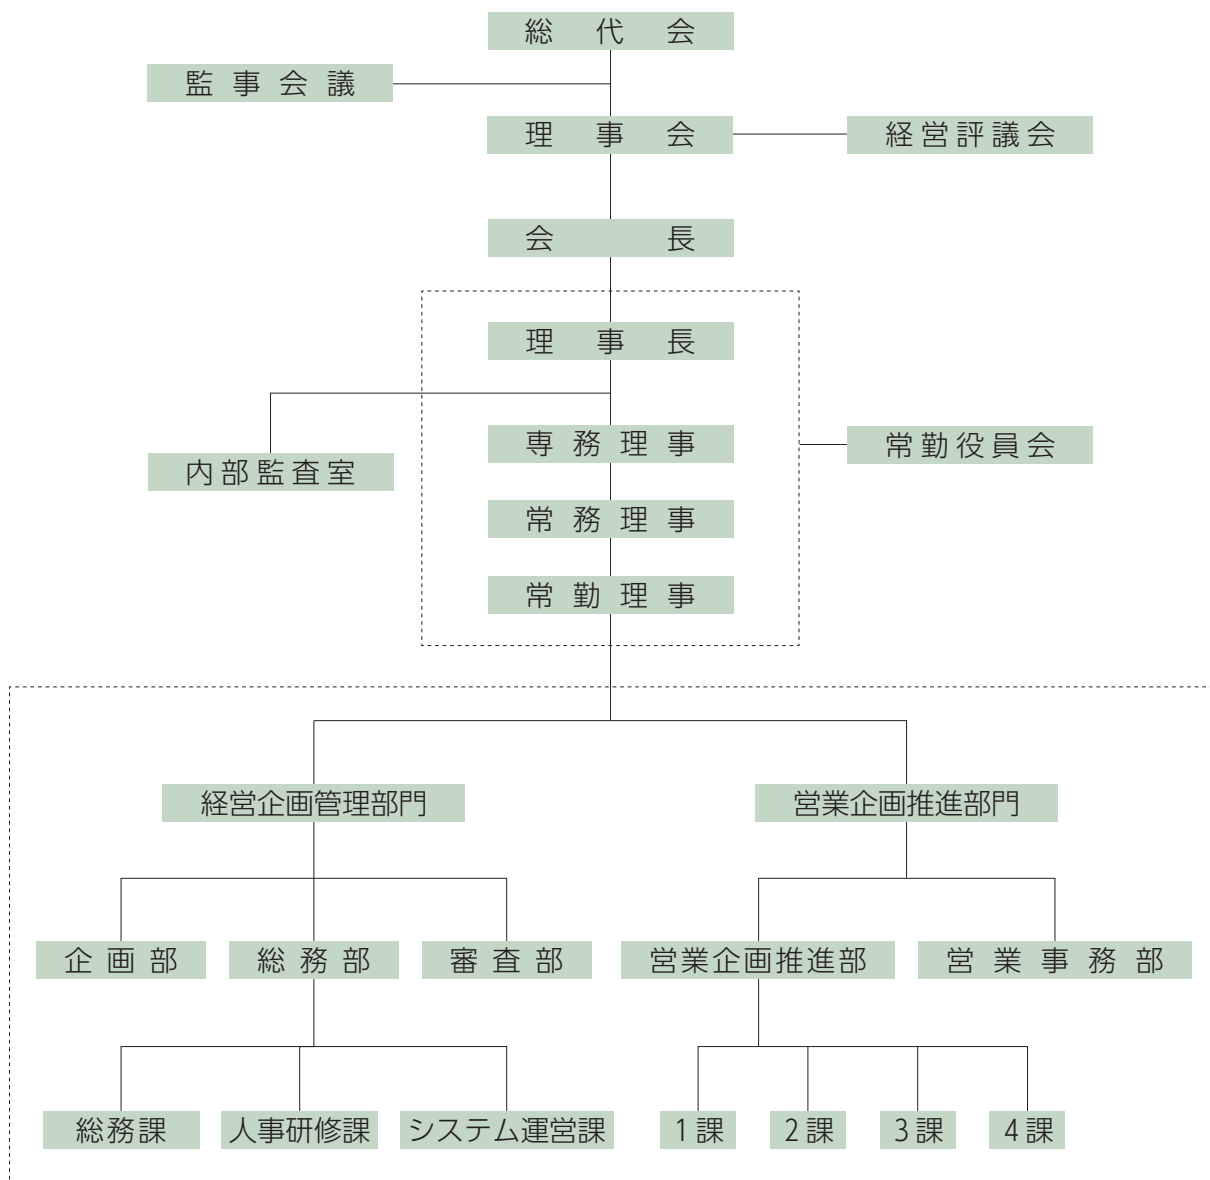 総代会
監事会議
理事会
経営評議会
会長
理事長
専務理事
常勤役員会
内部監査室
常務理事
常勤理事
経営企画管理部門
営業企画推進部門
企画部
総務部
審査部
営業企画推進部
営業事務部
総務課
人事研修課
システム運営課
1課
2課
3課
4課